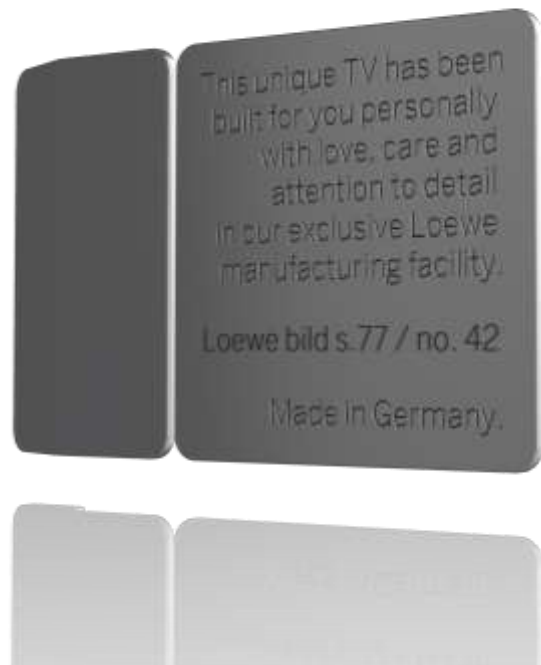 This unique TV has been
built for you personally
with love, care and
attention to detail
in our exclusive Loewe
manufacturing facility.
Loewe bild s.77 / no. 42
Made in Germany.